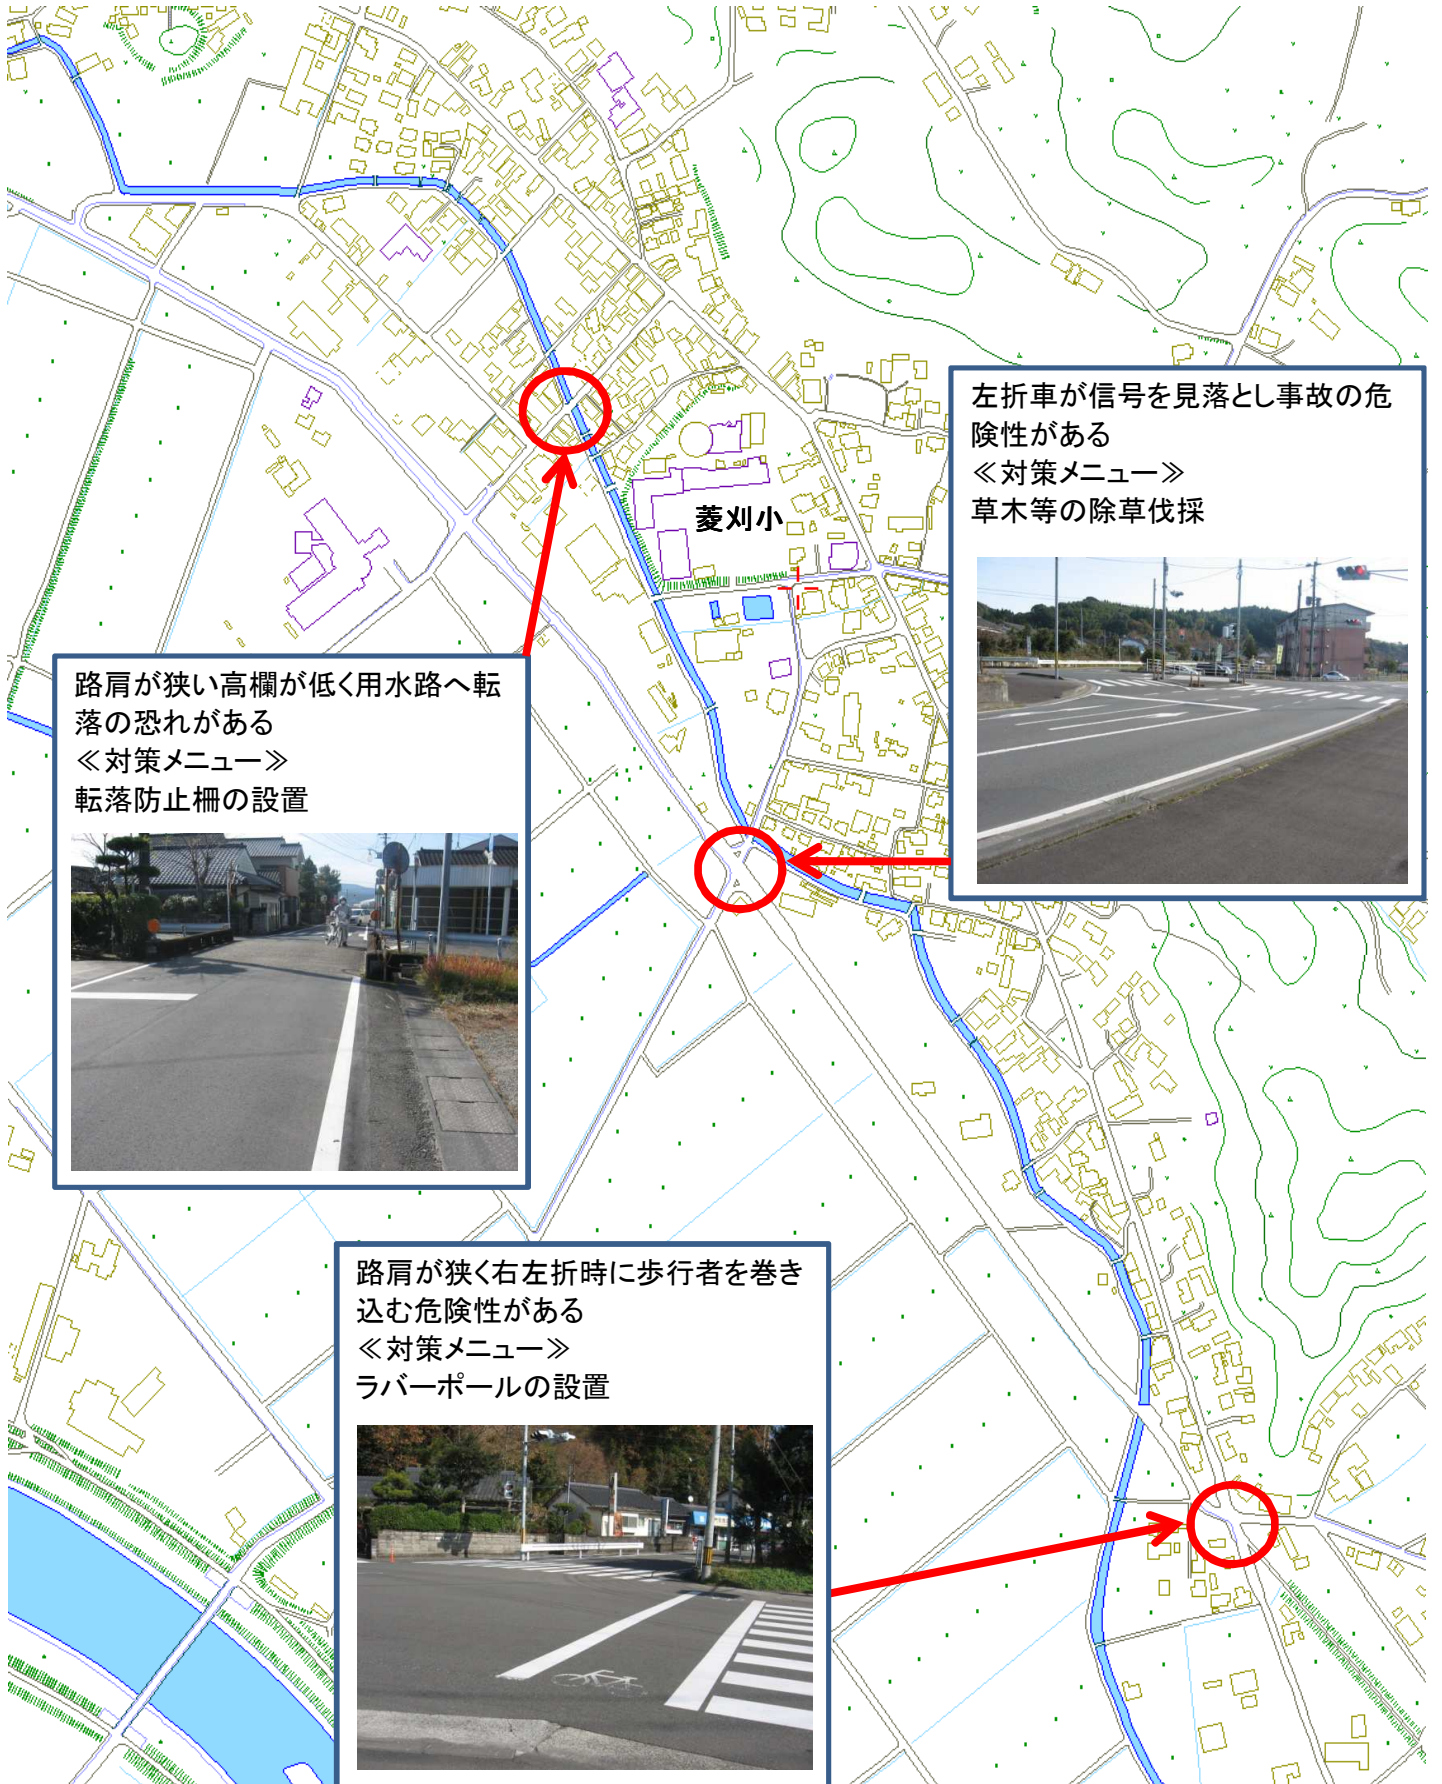 左折車が信号を見落とし事故の危
険性がある
≪対策メニュー≫
草木等の除草伐採
菱刈小
路肩が狭い高欄が低く用水路へ転
落の恐れがある
≪対策メニュー≫
転落防止柵の設置
路肩が狭く右左折時に歩行者を巻き
込む危険性がある
≪対策メニュー≫
ラバーポールの設置